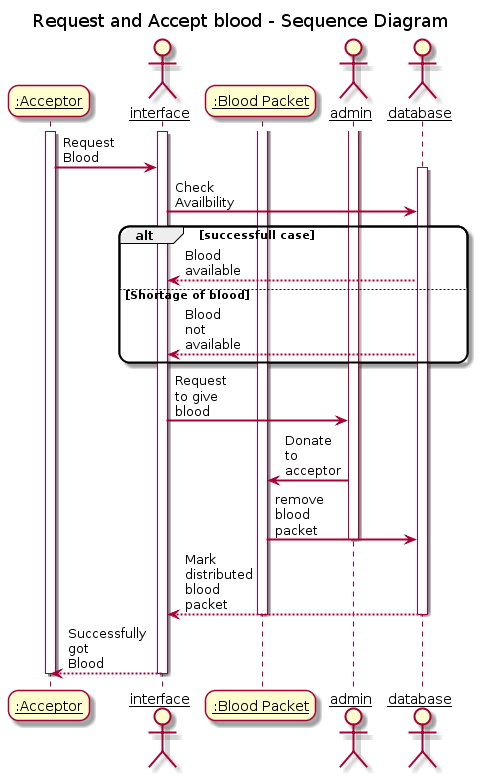 Request and Accept blood - Sequence Diagram
:Acceptor
interface
:Blood Packet
admin
database
Request
Blood
Check
Availbility
alt
[successfull case]
Blood
available
[Shortage of blood]
Blood
not
available
Request
to give
blood
Donate
to
acceptor
remove
blood
packet
Mark
distributed
blood
packet
Successfully
got
Blood
:Acceptor
interface
:Blood Packet
admin
database